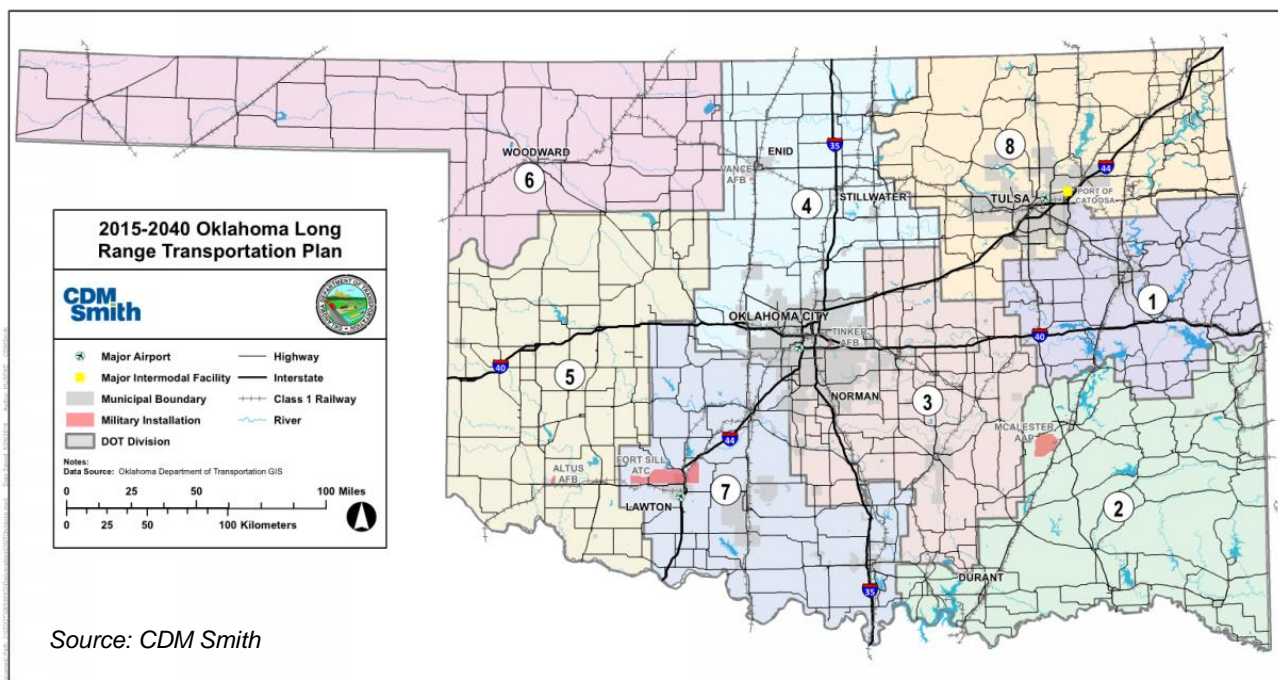 2015-2040 Oklahoma Long
Range Transportation Plan
CDM
Smith
Major Airport
Major Intermodal Facility
Municipal Boundary
Military Installation
DOT Division
Highway
Interstate
Class 1 Railway
River
Notes:
Data Source: Oklahoma Department of Transportation GIS
0 25 50 100 Miles
0 25 50 100 Kilometers
WOODWARD
6
ENID
VANCE
AFB
35
4
STILLWATER
8
44
TULSA
PORT OF
CATOOSA
1
OKLAHOMA CITY
TINKER
AFB
40
40
5
NORMAN
3
44
MCALESTER
AAP
ALTUS
AFB
FORT SILL
ATC
7
LAWTON
2
DURANT
35
Source: CDM Smith